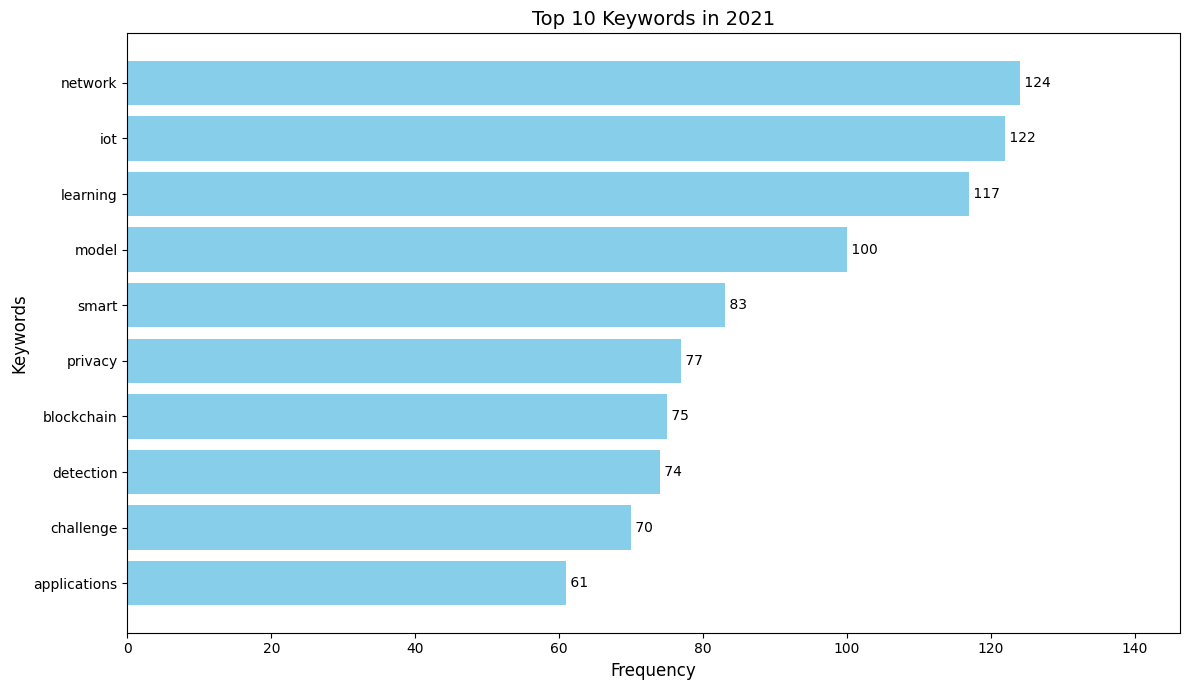 Top 10 Keywords in 2021
Keywords
network 124
iot 122
learning 117
model 100
smart 83
privacy 77
blockchain 75
detection 74
challenge 70
applications 61
0 20 40 60 80 100 120 140
Frequency